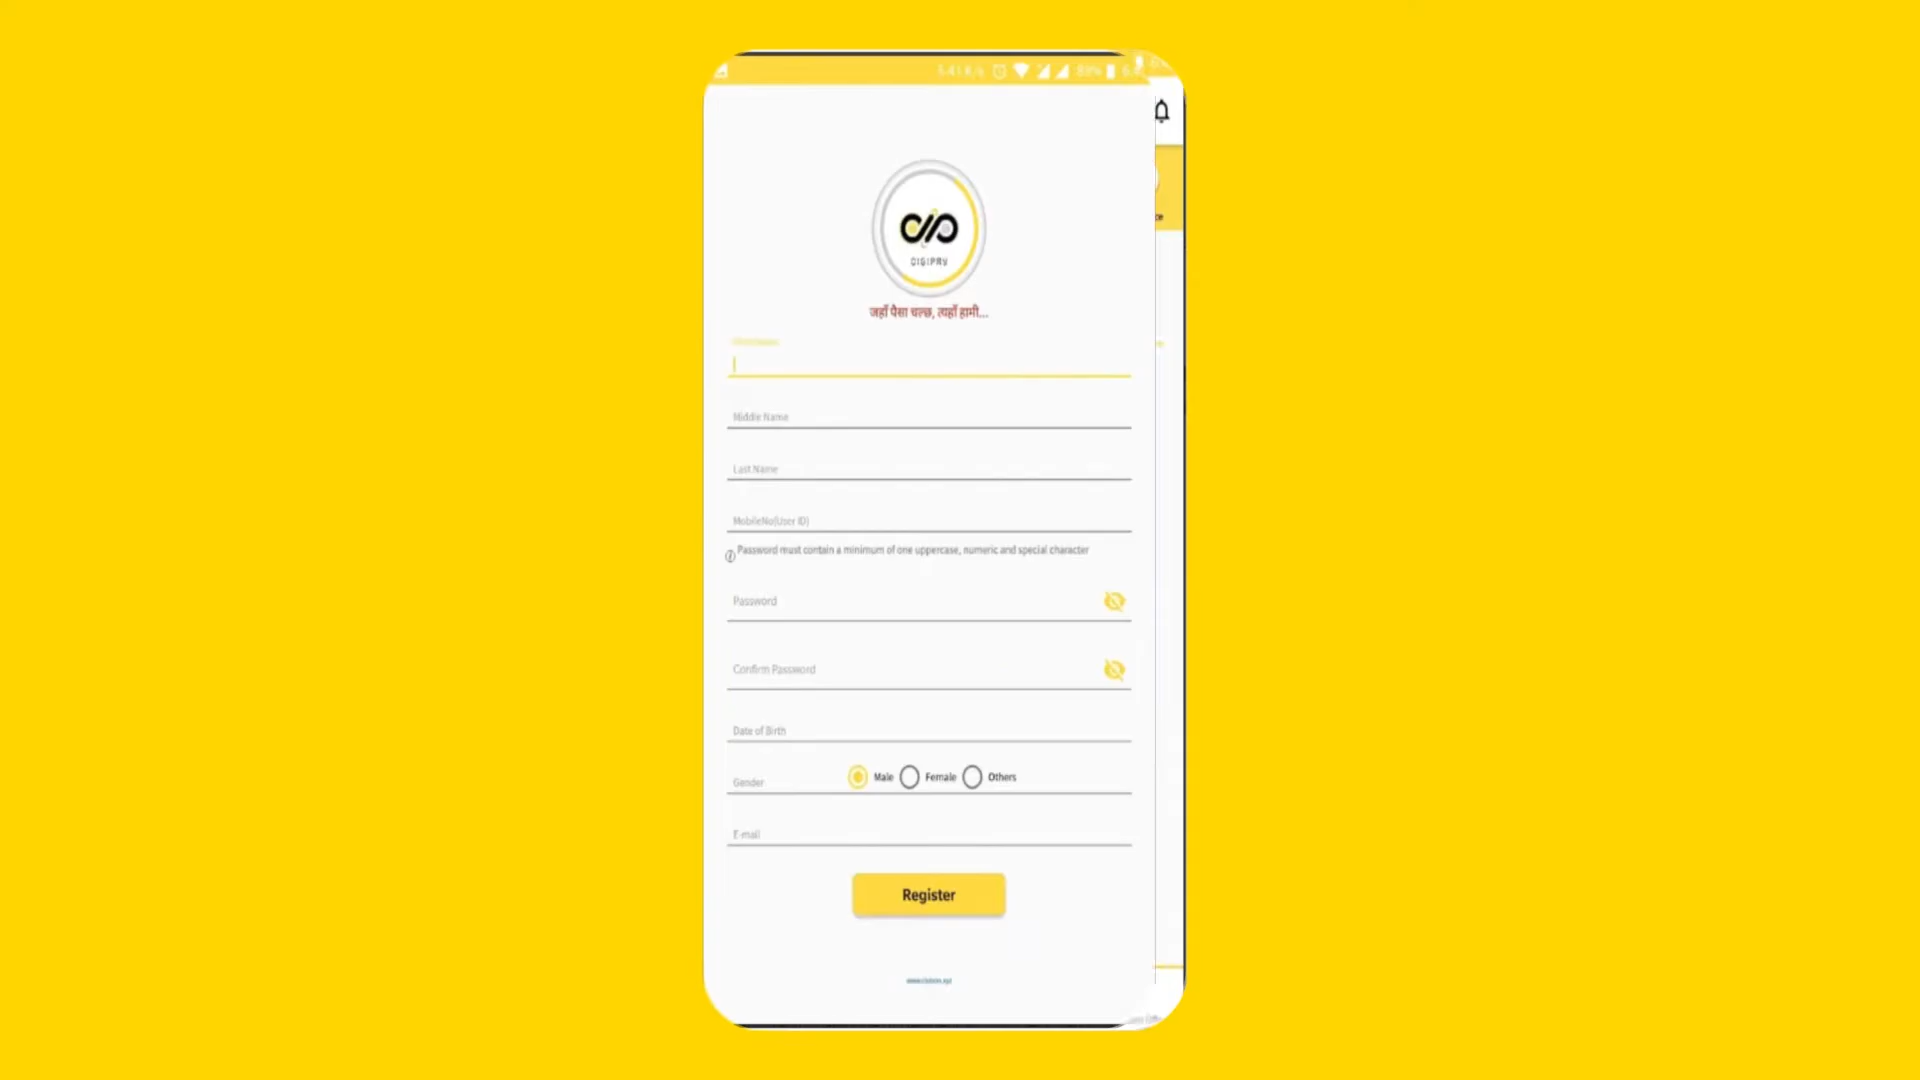 89%
DIGIPAY
जहाँ पैसा चल्छ, त्यहाँ हामी...
Middle Name
Last Name
MobileNo(User ID)
Password must contain a minimum of one uppercase, numeric and special character
Password
Confirm Password
Date of Birth
Gender Male Female Others
E-mail
Register